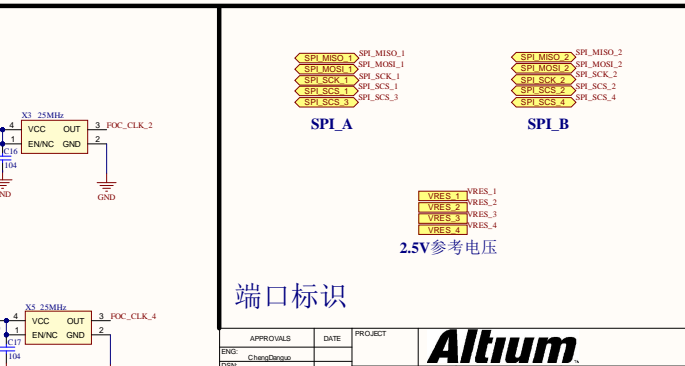 X3 25MHz
4 VCC OUT 3 FOC_CLK_2
1 EN/NC GND 2
C16
104
GND
X5 25MHz
4 VCC OUT 3 FOC_CLK_4
1 EN/NC GND 2
C17
104
SPI_MISO_1 SPI_MISO_1
SPI_MOSI_1 SPI_MOSI_1
SPI_SCK_1 SPI_SCK_1
SPI_SCS_1 SPI_SCS_1
SPI_SCS_3 SPI_SCS_3
SPI_A
SPI_MISO_2 SPI_MISO_2
SPI_MOSI_2 SPI_MOSI_2
SPI_SCK_2 SPI_SCK_2
SPI_SCS_2 SPI_SCS_2
SPI_SCS_4 SPI_SCS_4
SPI_B
VRES_1 VRES_1
VRES_2 VRES_2
VRES_3 VRES_3
VRES_4 VRES_4
2.5V参考电压
端口标识
APPROVALS DATE PROJECT
ENG:
ChengDanguo
Altium